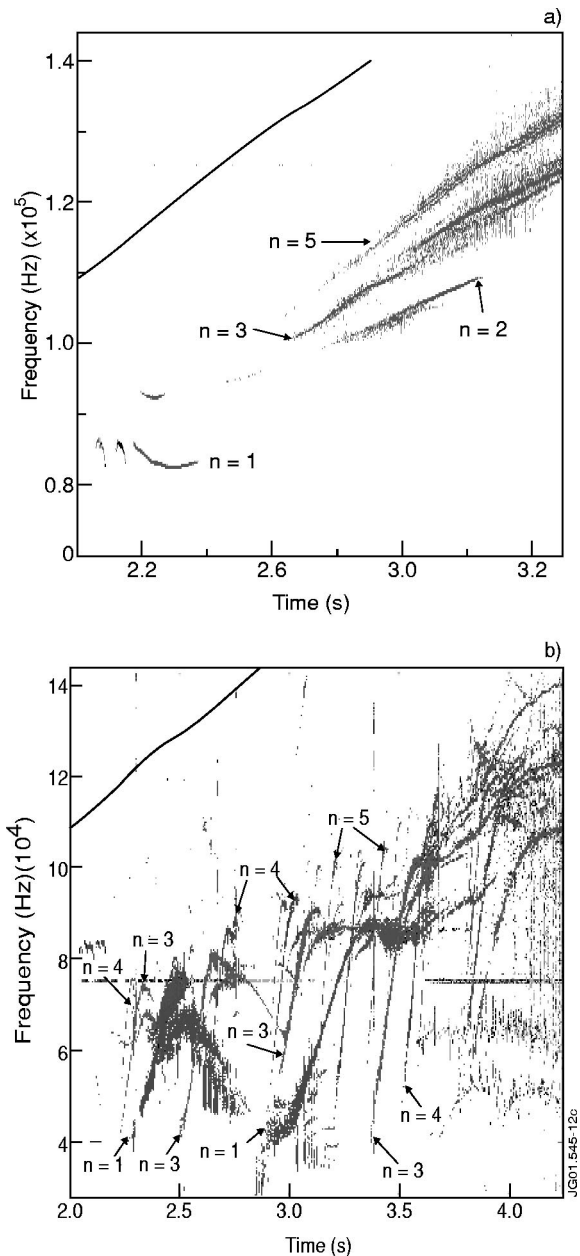 a)
1.4
1.2
1.0
0.8
0
Frequency (Hz) (x10⁵)
n = 5
n = 3
n = 2
n = 1
2.2 2.6 3.0 3.2
Time (s)
b)
14
12
10
8
6
4
Frequency (Hz)(10⁴)
n = 5
n = 4
n = 3
n = 4
n = 3
n = 4
n = 1
n = 3
n = 1
n = 3
2.0 2.5 3.0 3.5 4.0
Time (s)
JG01.545-12c